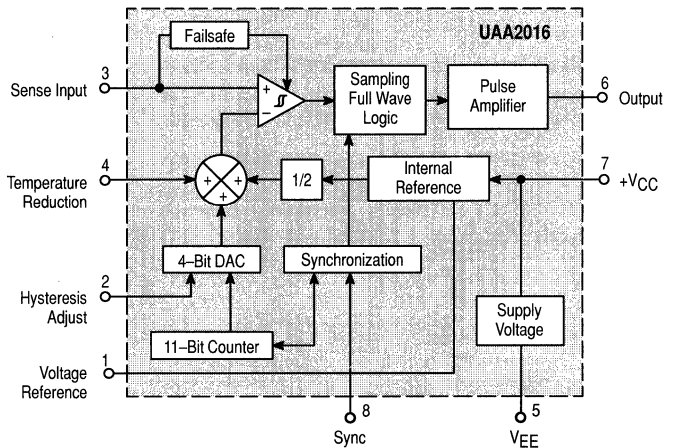 UAA2016
Failsafe
3
Sense Input
+
−
Sampling
Full Wave
Logic
Pulse
Amplifier
6
Output
4
Temperature
Reduction
+ +
+
1/2
Internal
Reference
7
+VCC
4–Bit DAC
Synchronization
2
Hysteresis
Adjust
Supply
Voltage
11–Bit Counter
1
Voltage
Reference
8
Sync
5
VEE